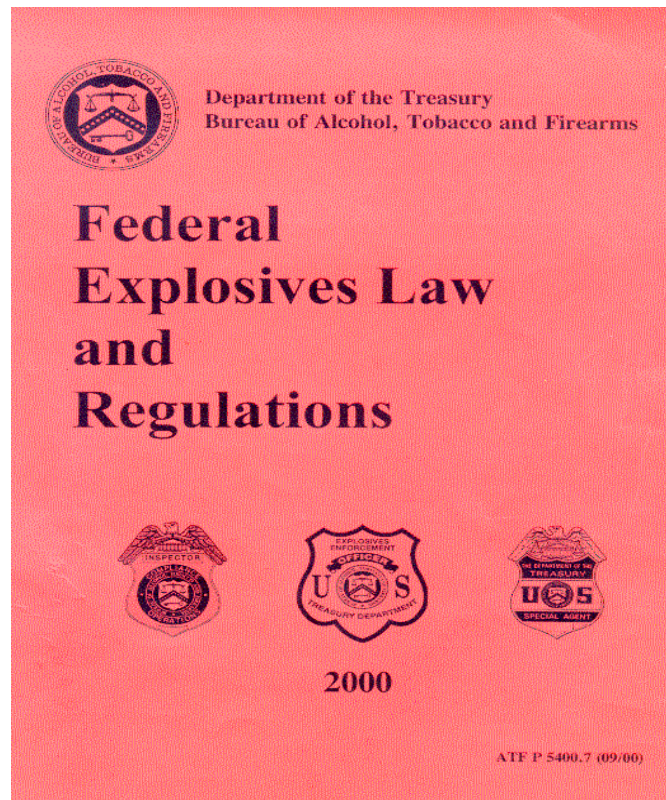 BUREAU OF ALCOHOL, TOBACCO AND FIREARMS
Department of the Treasury
Bureau of Alcohol, Tobacco and Firearms
Federal
Explosives Law
and
Regulations
INSPECTOR
COMPLIANCE
OPERATIONS
EXPLOSIVES
ENFORCEMENT
OFFICER
U S
TREASURY DEPARTMENT
THE DEPARTMENT OF THE
TREASURY
U S
SPECIAL AGENT
2000
ATF P 5400.7 (09/00)